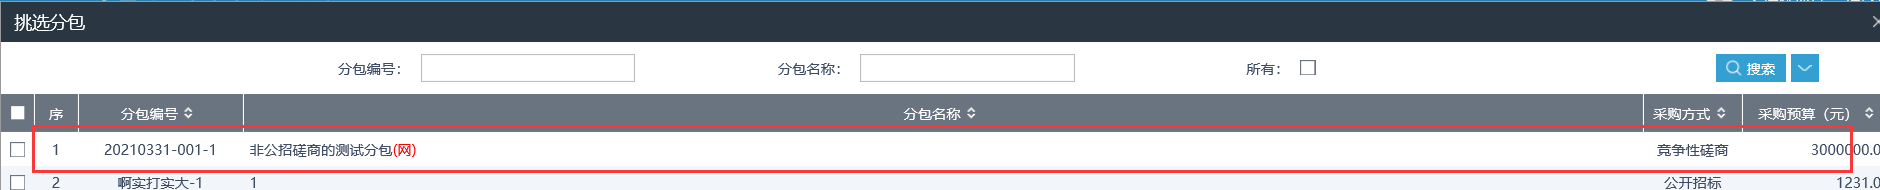 挑选分包
分包编号： 分包名称： 所有： 搜索
序 分包编号 分包名称 采购方式 采购预算（元）
1 20210331-001-1 非公招磋商的测试分包(网) 竞争性磋商 3000000.0
2 啊实打实大-1 1 公开招标 1231.0